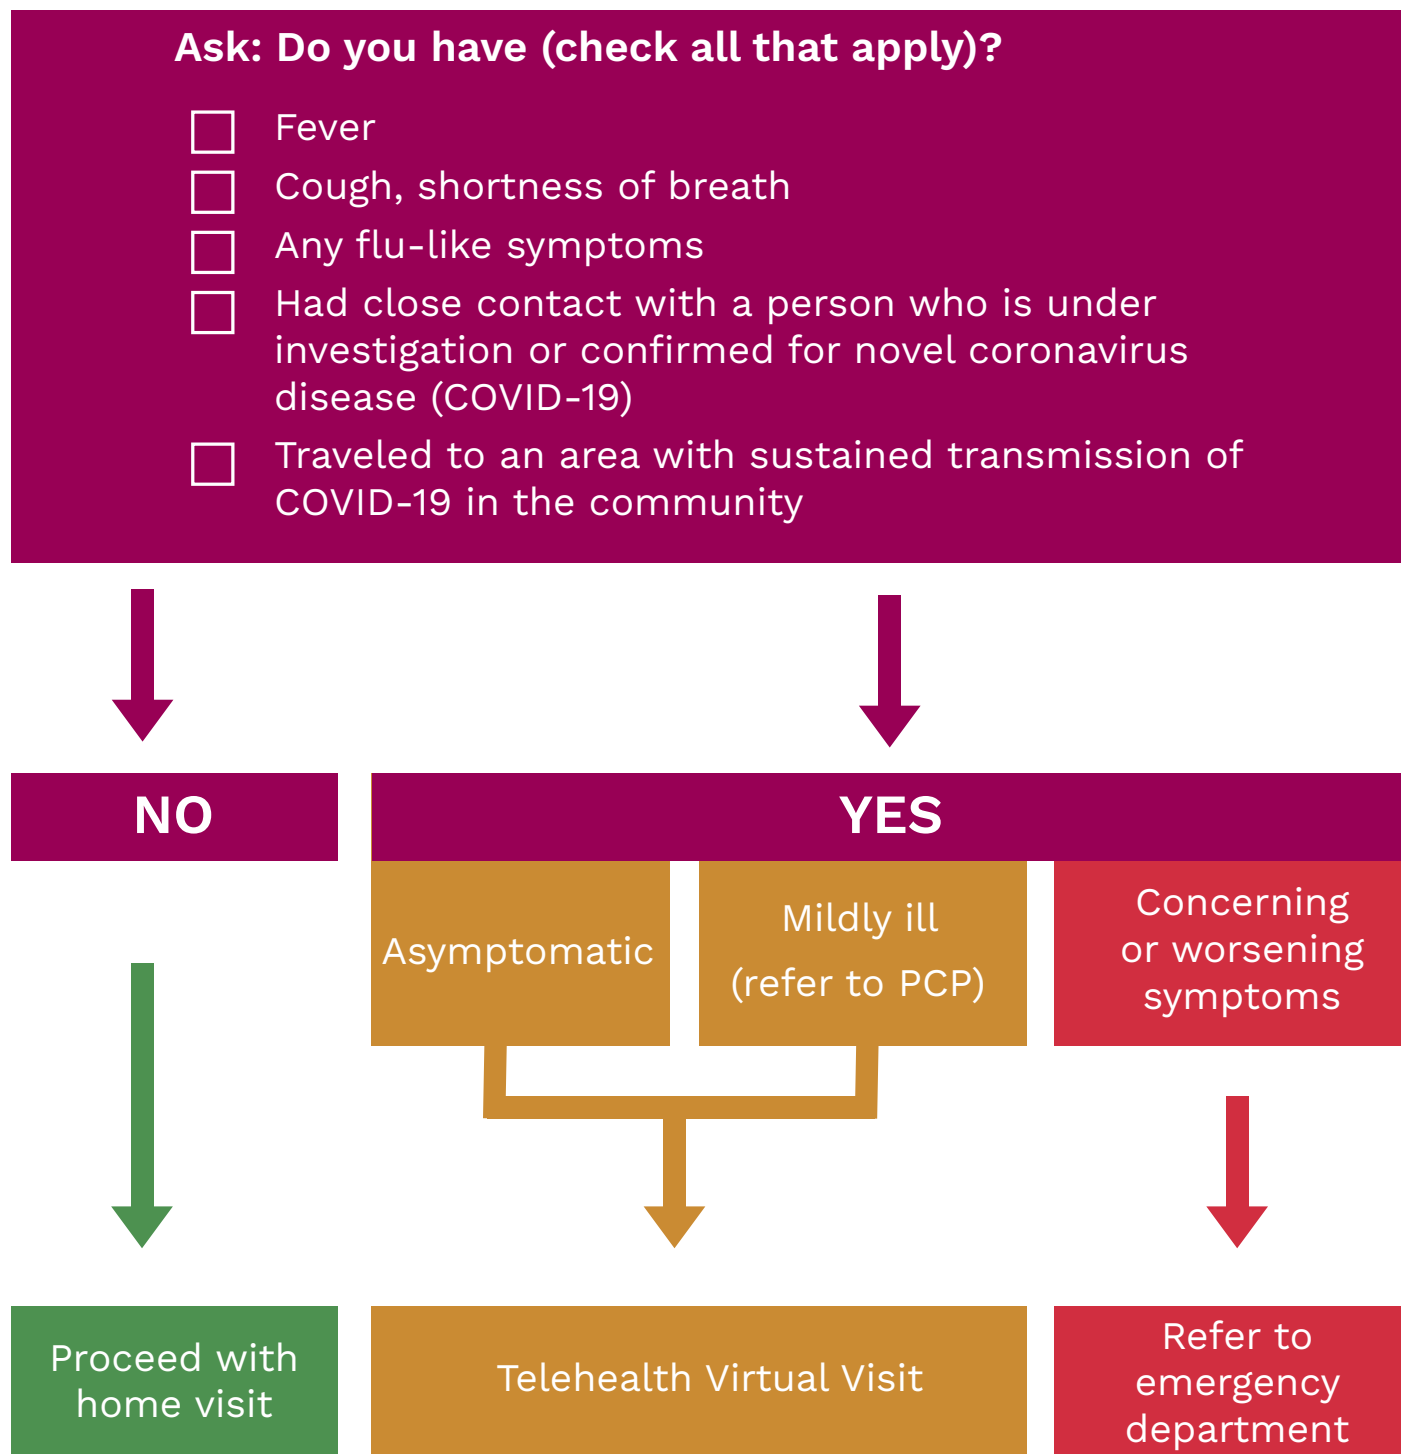 Ask: Do you have (check all that apply)?
Fever
Cough, shortness of breath
Any flu-like symptoms
Had close contact with a person who is under
investigation or confirmed for novel coronavirus
disease (COVID-19)
Traveled to an area with sustained transmission of
COVID-19 in the community
NO
YES
Asymptomatic
Mildly ill
(refer to PCP)
Concerning
or worsening
symptoms
Proceed with
home visit
Telehealth Virtual Visit
Refer to
emergency
department